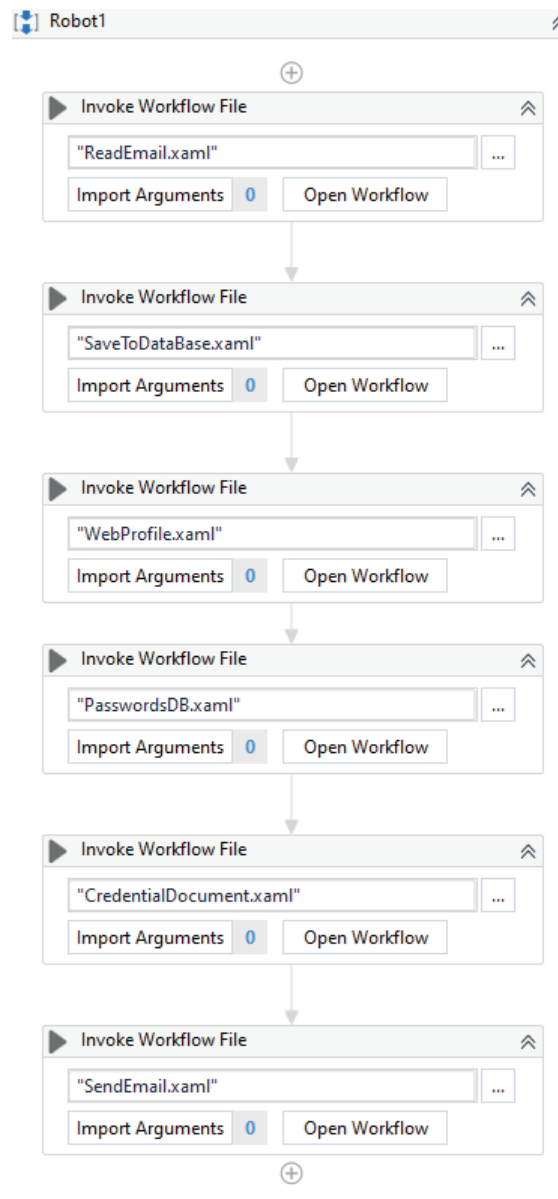 Robot1
Invoke Workflow File
"ReadEmail.xaml"
...
Import Arguments 0 Open Workflow
Invoke Workflow File
"SaveToDataBase.xaml"
...
Import Arguments 0 Open Workflow
Invoke Workflow File
"WebProfile.xaml"
...
Import Arguments 0 Open Workflow
Invoke Workflow File
"PasswordsDB.xaml"
...
Import Arguments 0 Open Workflow
Invoke Workflow File
"CredentialDocument.xaml"
...
Import Arguments 0 Open Workflow
Invoke Workflow File
"SendEmail.xaml"
...
Import Arguments 0 Open Workflow